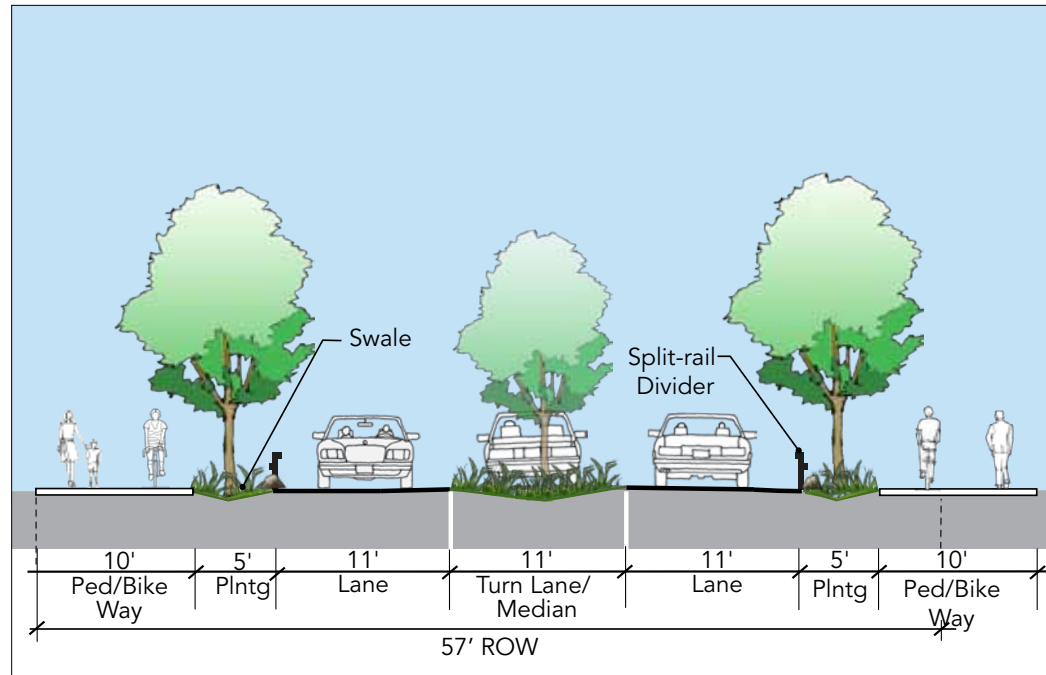 Swale
Split-rail
Divider
10'
5'
11'
11'
11'
5'
10'
Ped/Bike
Way
Plntg
Lane
Turn Lane/
Median
Lane
Plntg
Ped/Bike
Way
57' ROW